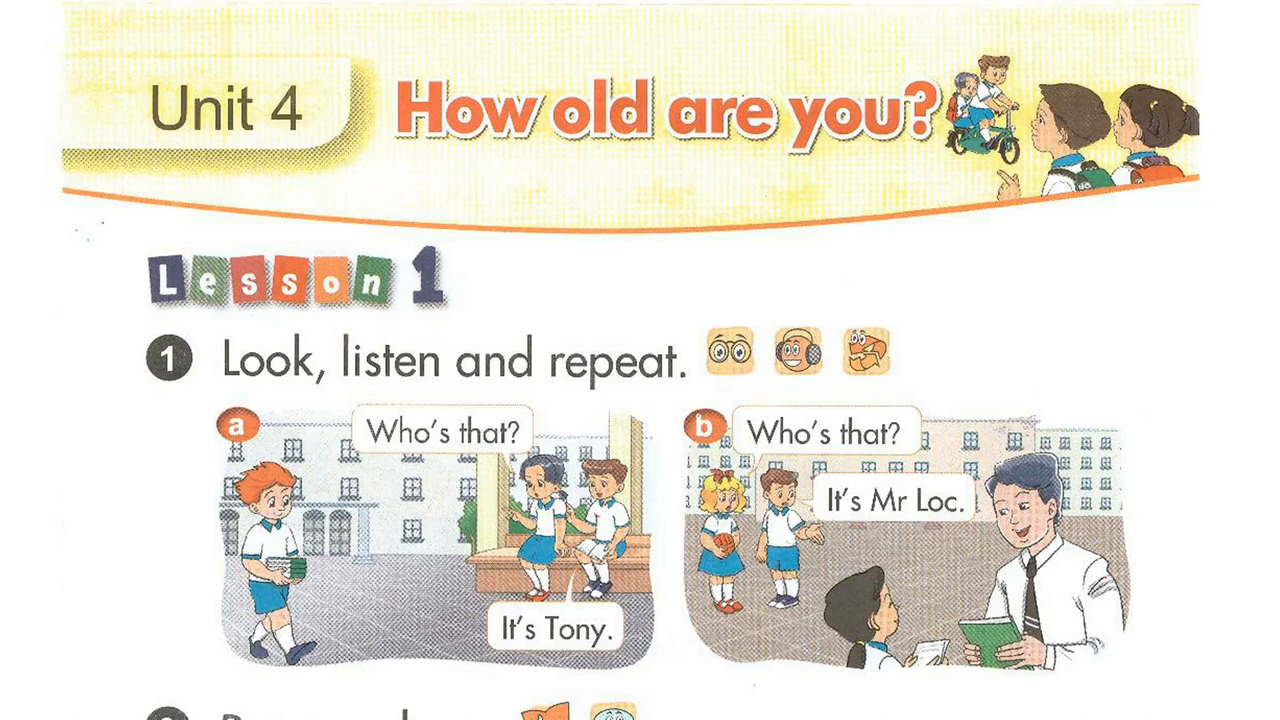 Unit 4
How old are you?
Lesson 1
1 Look, listen and repeat.
a
Who's that?
It's Tony.
b
Who's that?
It's Mr Loc.